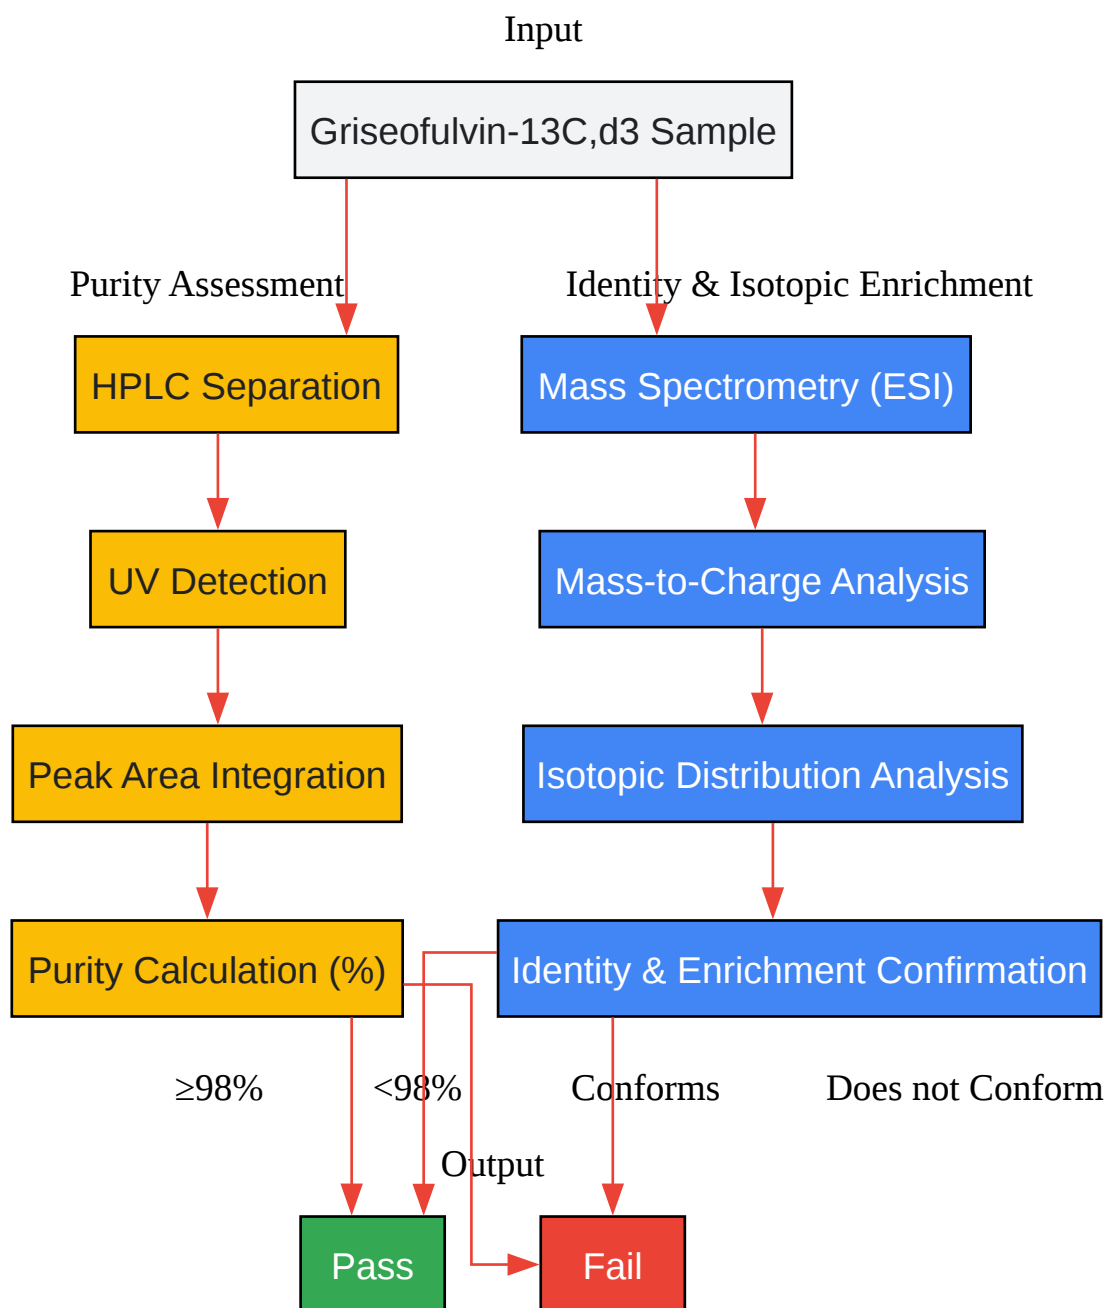 Input
Griseofulvin-13C,d3 Sample
Purity Assessment
Identity & Isotopic Enrichment
HPLC Separation
Mass Spectrometry (ESI)
UV Detection
Mass-to-Charge Analysis
Peak Area Integration
Isotopic Distribution Analysis
Purity Calculation (%)
Identity & Enrichment Confirmation
≥98%
<98%
Conforms
Does not Conform
Output
Pass
Fail